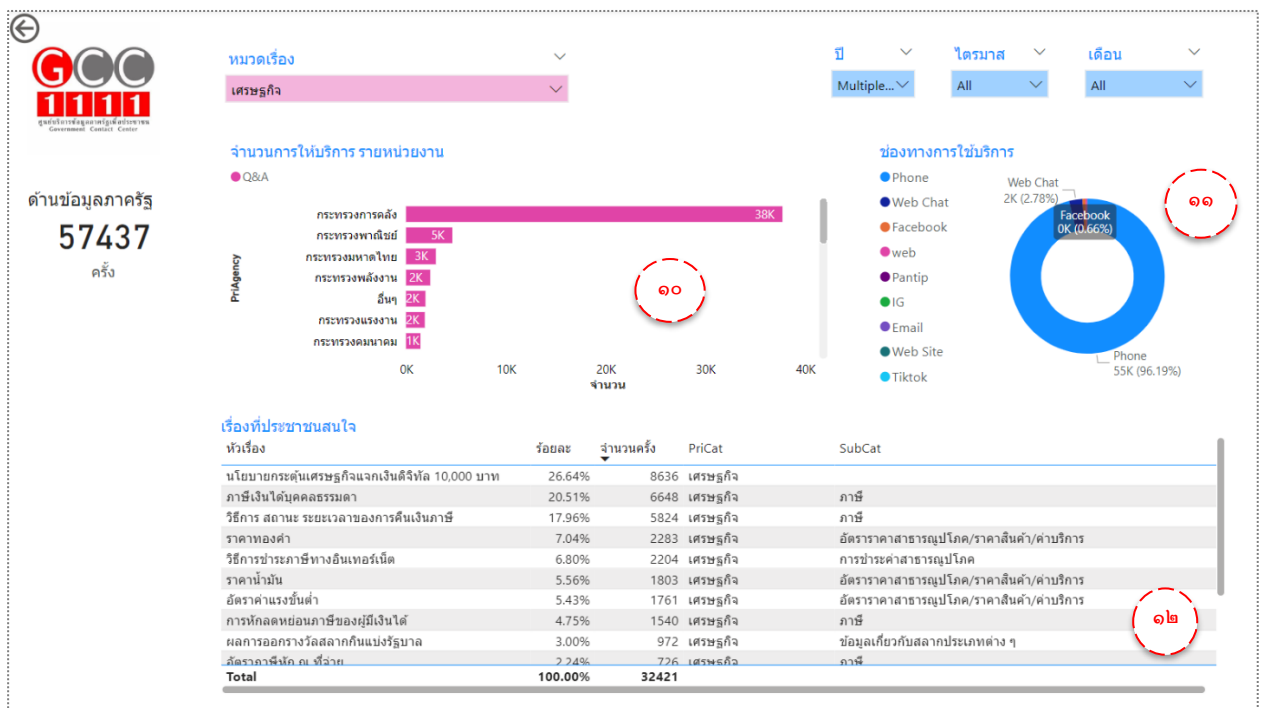 GCC
1111
ศูนย์บริการข้อมูลภาครัฐเพื่อประชาชน
Government Contact Center
ด้านข้อมูลภาครัฐ
57437
ครั้ง
หมวดเรื่อง
เศรษฐกิจ
ปี
Multiple...
ไตรมาส
All
เดือน
All
จำนวนการให้บริการ รายหน่วยงาน
Q&A
PriAgency
กระทรวงการคลัง 38K
กระทรวงพาณิชย์ 5K
กระทรวงมหาดไทย 3K
กระทรวงพลังงาน 2K
อื่นๆ 2K
กระทรวงแรงงาน 2K
กระทรวงคมนาคม 1K
0K 10K 20K 30K 40K
จำนวน
๑๐
ช่องทางการใช้บริการ
Phone
Web Chat
Facebook
web
Pantip
IG
Email
Web Site
Tiktok
Web Chat
2K (2.78%)
Facebook
0K (0.66%)
Phone
55K (96.19%)
๑๑
เรื่องที่ประชาชนสนใจ
หัวเรื่อง ร้อยละ จำนวนครั้ง PriCat SubCat
นโยบายกระตุ้นเศรษฐกิจแจกเงินดิจิทัล 10,000 บาท 26.64% 8636 เศรษฐกิจ
ภาษีเงินได้บุคคลธรรมดา 20.51% 6648 เศรษฐกิจ ภาษี
วิธีการ สถานะ ระยะเวลาของการคืนเงินภาษี 17.96% 5824 เศรษฐกิจ ภาษี
ราคาทองคำ 7.04% 2283 เศรษฐกิจ อัตราราคาสาธารณูปโภค/ราคาสินค้า/ค่าบริการ
วิธีการชำระภาษีทางอินเทอร์เน็ต 6.80% 2204 เศรษฐกิจ การชำระค่าสาธารณูปโภค
ราคาน้ำมัน 5.56% 1803 เศรษฐกิจ อัตราราคาสาธารณูปโภค/ราคาสินค้า/ค่าบริการ
อัตราค่าแรงขั้นต่ำ 5.43% 1761 เศรษฐกิจ อัตราราคาสาธารณูปโภค/ราคาสินค้า/ค่าบริการ
การหักลดหย่อนภาษีของผู้มีเงินได้ 4.75% 1540 เศรษฐกิจ ภาษี
ผลการออกรางวัลสลากกินแบ่งรัฐบาล 3.00% 972 เศรษฐกิจ ข้อมูลเกี่ยวกับสลากประเภทต่าง ๆ
อัตราภาษีหัก ณ ที่จ่าย 2.24% 726 เศรษฐกิจ ภาษี
Total 100.00% 32421
๑๒